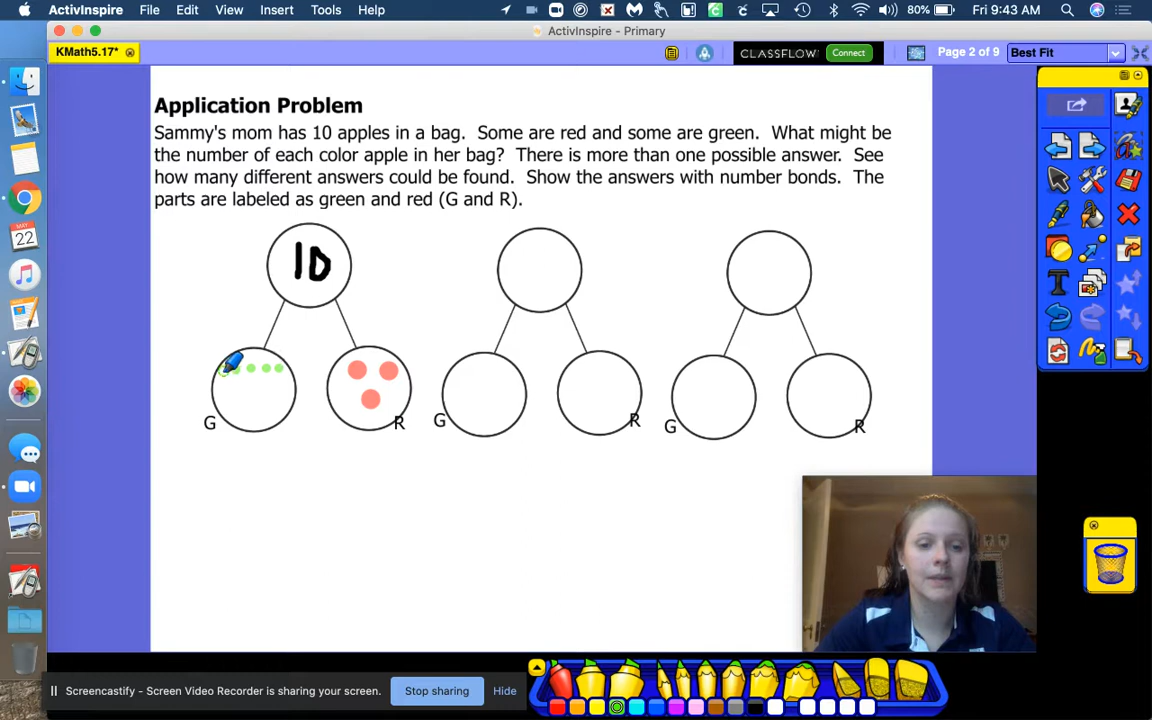 ActivInspire File Edit View Insert Tools Help 80% Fri 9:43 AM
ActivInspire - Primary
KMath5.17* CLASSFLOW Connect Page 2 of 9 Best Fit
Application Problem
Sammy's mom has 10 apples in a bag. Some are red and some are green. What might be
the number of each color apple in her bag? There is more than one possible answer. See
how many different answers could be found. Show the answers with number bonds. The
parts are labeled as green and red (G and R).
10
G R G R G R
MAY
22
Screencastify - Screen Video Recorder is sharing your screen. Stop sharing Hide